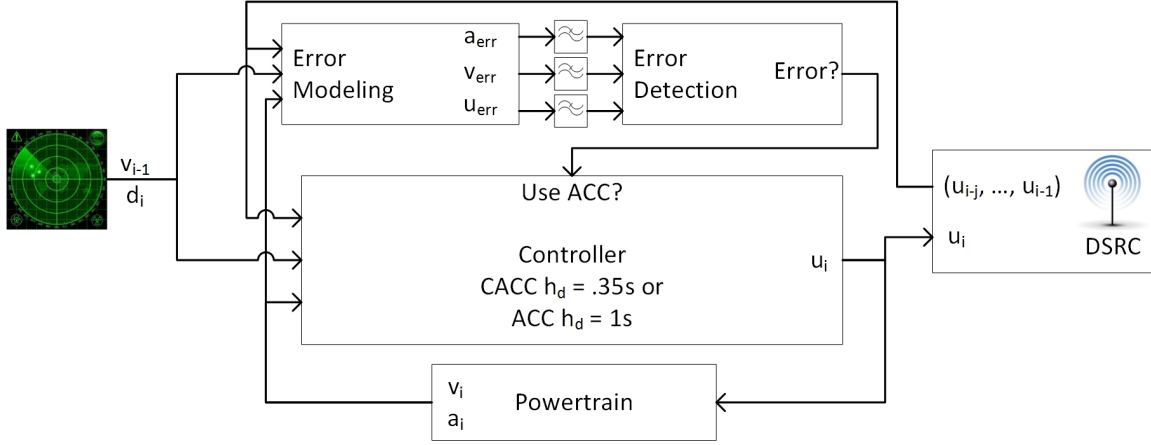 Error
Modeling
a_err
v_err
u_err
Error
Detection
Error?
v_i-1
d_i
Use ACC?
Controller
CACC h_d = .35s or
ACC h_d = 1s
u_i
(u_i-j, ..., u_i-1)
u_i
DSRC
v_i
a_i
Powertrain